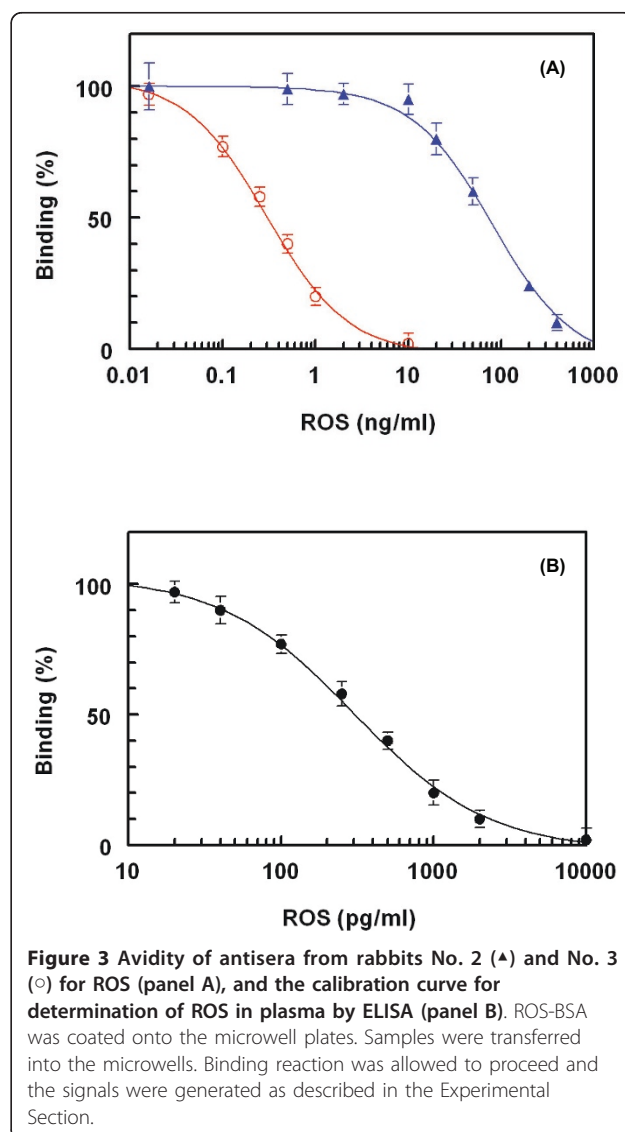 (A)
100
50
0
Binding (%)
0.01 0.1 1 10 100 1000
ROS (ng/ml)
(B)
100
50
0
Binding (%)
10 100 1000 10000
ROS (pg/ml)
Figure 3 Avidity of antisera from rabbits No. 2 (▲) and No. 3
(○) for ROS (panel A), and the calibration curve for
determination of ROS in plasma by ELISA (panel B). ROS-BSA
was coated onto the microwell plates. Samples were transferred
into the microwells. Binding reaction was allowed to proceed and
the signals were generated as described in the Experimental
Section.